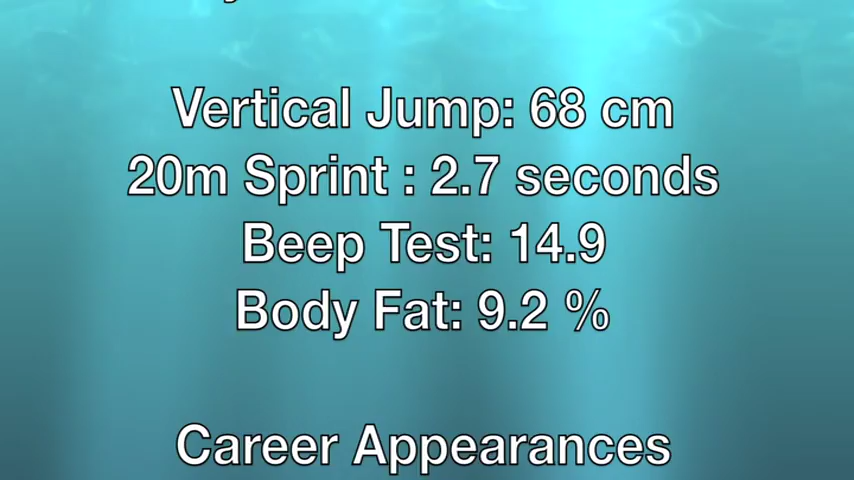 Vertical Jump: 68 cm
20m Sprint : 2.7 seconds
Beep Test: 14.9
Body Fat: 9.2 %
Career Appearances